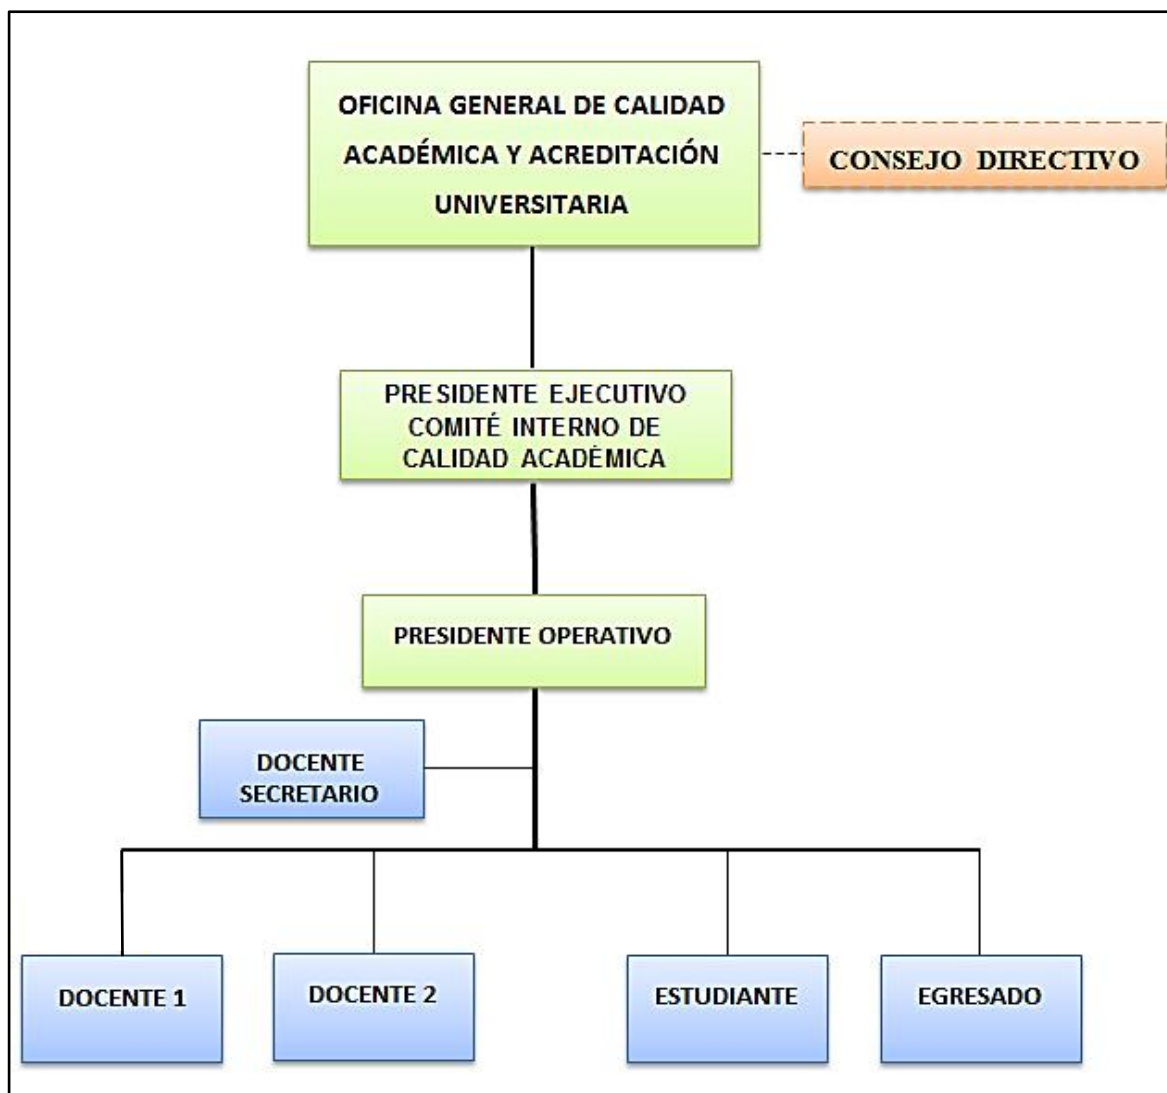 OFICINA GENERAL DE CALIDAD
ACADÉMICA Y ACREDITACIÓN
UNIVERSITARIA
CONSEJO DIRECTIVO
PRESIDENTE EJECUTIVO
COMITÉ INTERNO DE
CALIDAD ACADÉMICA
PRESIDENTE OPERATIVO
DOCENTE
SECRETARIO
DOCENTE 1
DOCENTE 2
ESTUDIANTE
EGRESADO